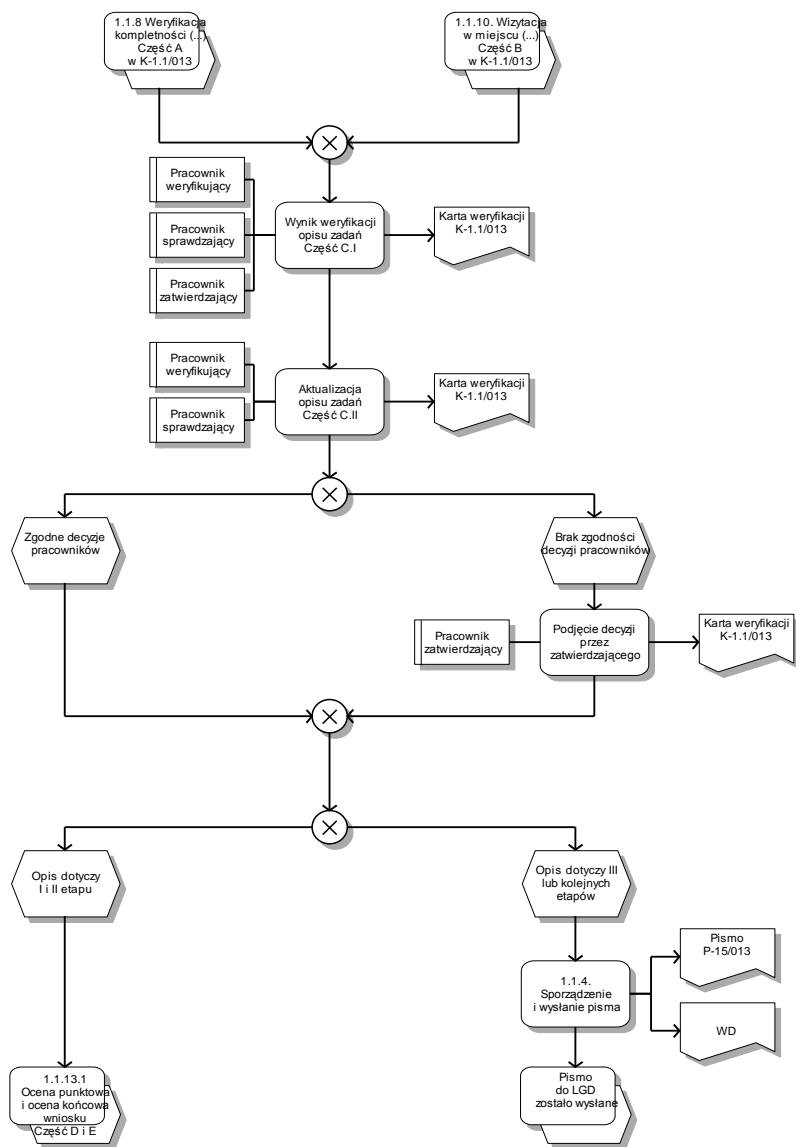 1.1.8 Weryfikacja
kompletności (...)
Część A
w K-1.1/013
1.1.10. Wizytacja
w miejscu (...)
Część B
w K-1.1/013
Pracownik
weryfikujący
Pracownik
sprawdzający
Pracownik
zatwierdzający
Wynik weryfikacji
opisu zadań
Część C.I
Karta weryfikacji
K-1.1/013
Pracownik
weryfikujący
Pracownik
sprawdzający
Aktualizacja
opisu zadań
Część C.II
Karta weryfikacji
K-1.1/013
Zgodne decyzje
pracowników
Brak zgodności
decyzji pracowników
Pracownik
zatwierdzający
Podjęcie decyzji
przez
zatwierdzającego
Karta weryfikacji
K-1.1/013
Opis dotyczy
I i II etapu
Opis dotyczy III
lub kolejnych
etapów
1.1.4.
Sporządzenie
i wysłanie pisma
Pismo
P-15/013
WD
1.1.13.1
Ocena punktowa
i ocena końcowa
wniosku
Część D i E
Pismo
do LGD
zostało wysłane